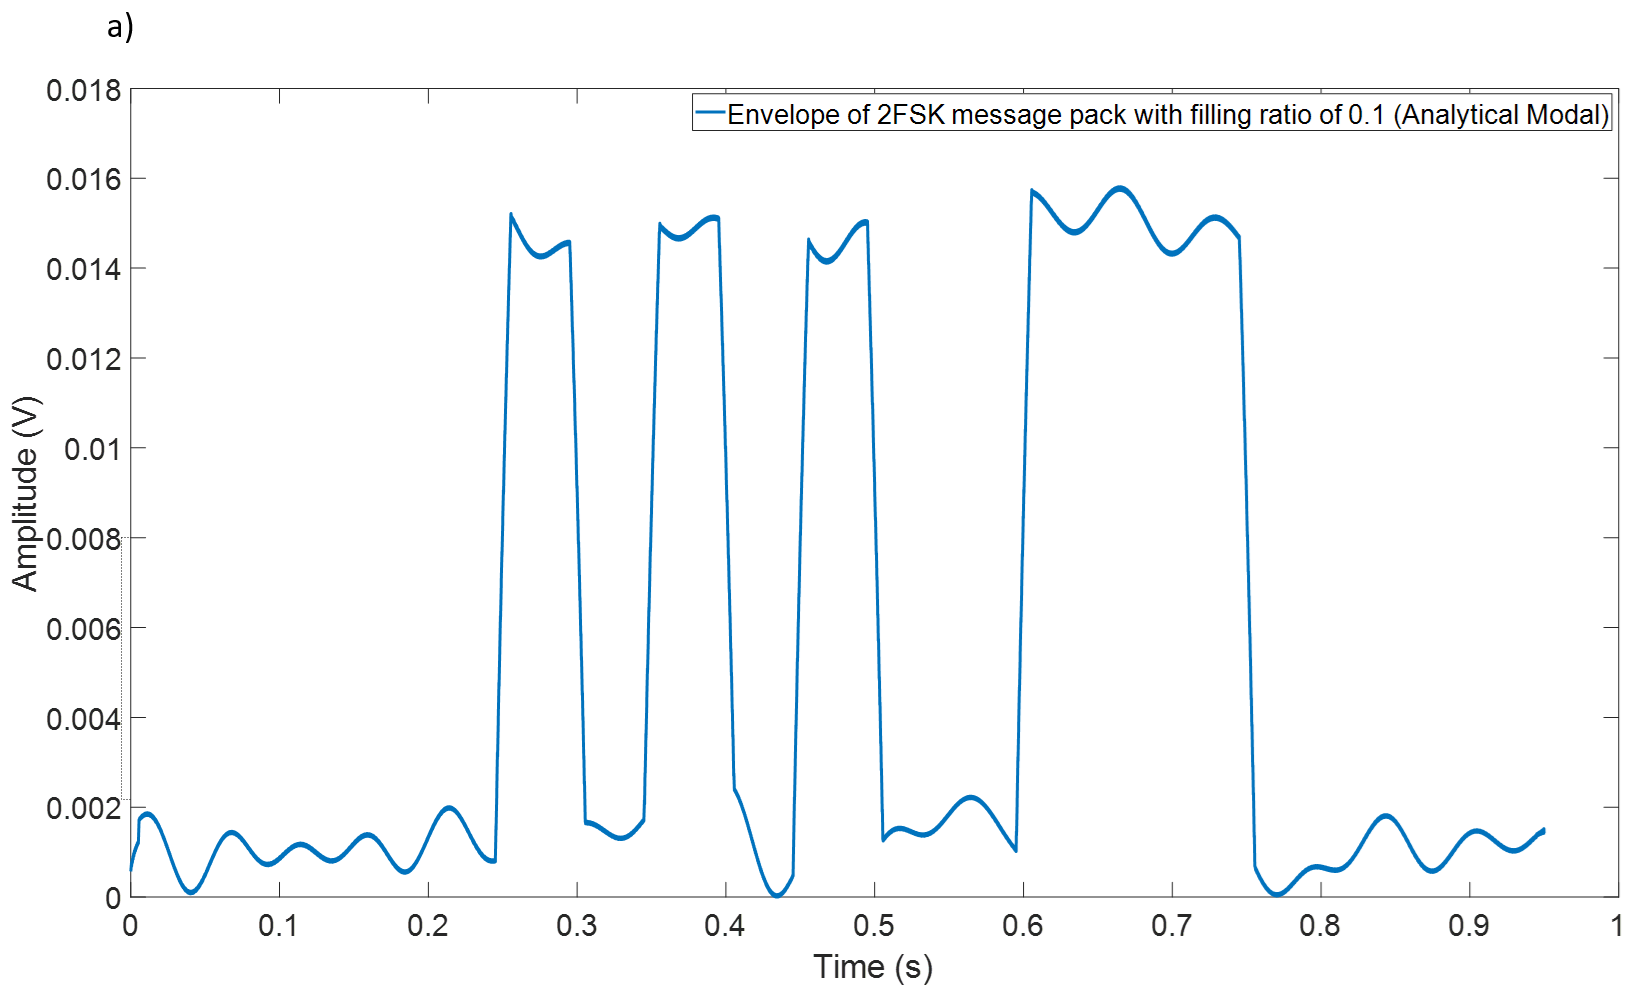 a)
Envelope of 2FSK message pack with filling ratio of 0.1 (Analytical Modal)
0.018
0.016
0.014
0.012
0.01
0.008
0.006
0.004
0.002
0
Amplitude (V)
0 0.1 0.2 0.3 0.4 0.5 0.6 0.7 0.8 0.9 1
Time (s)